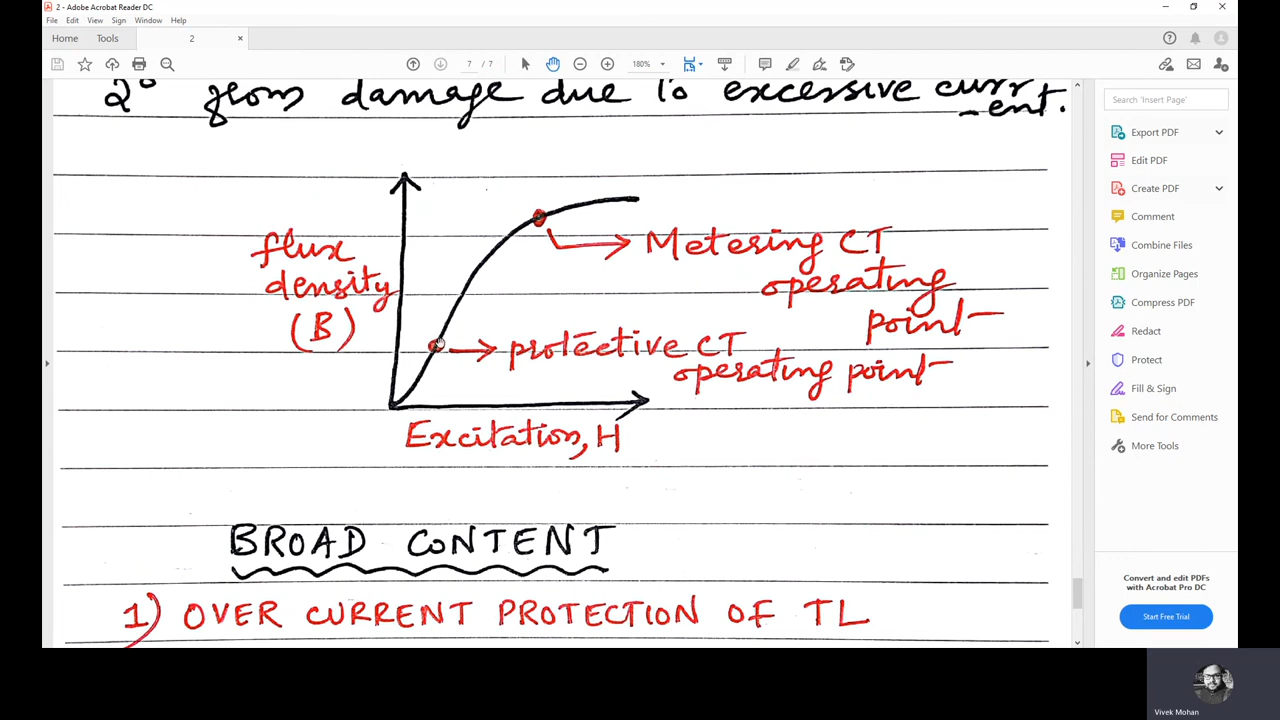 2 - Adobe Acrobat Reader DC
File Edit View Window Help
Home Tools 2 ×
7 / 7 180%
2° from damage due to excessive curr
-ent.
Search 'Insert Page'
Export PDF
Edit PDF
Create PDF
Comment
Combine Files
Organize Pages
Compress PDF
Redact
Protect
Fill & Sign
Send for Comments
More Tools
flux
density
(B)
Metering CT
operating
point
protective CT
operating point
Excitation, H
BROAD CONTENT
1) OVER CURRENT PROTECTION OF TL
Convert and edit PDFs
with Acrobat Pro DC
Start Free Trial
Vivek Mohan